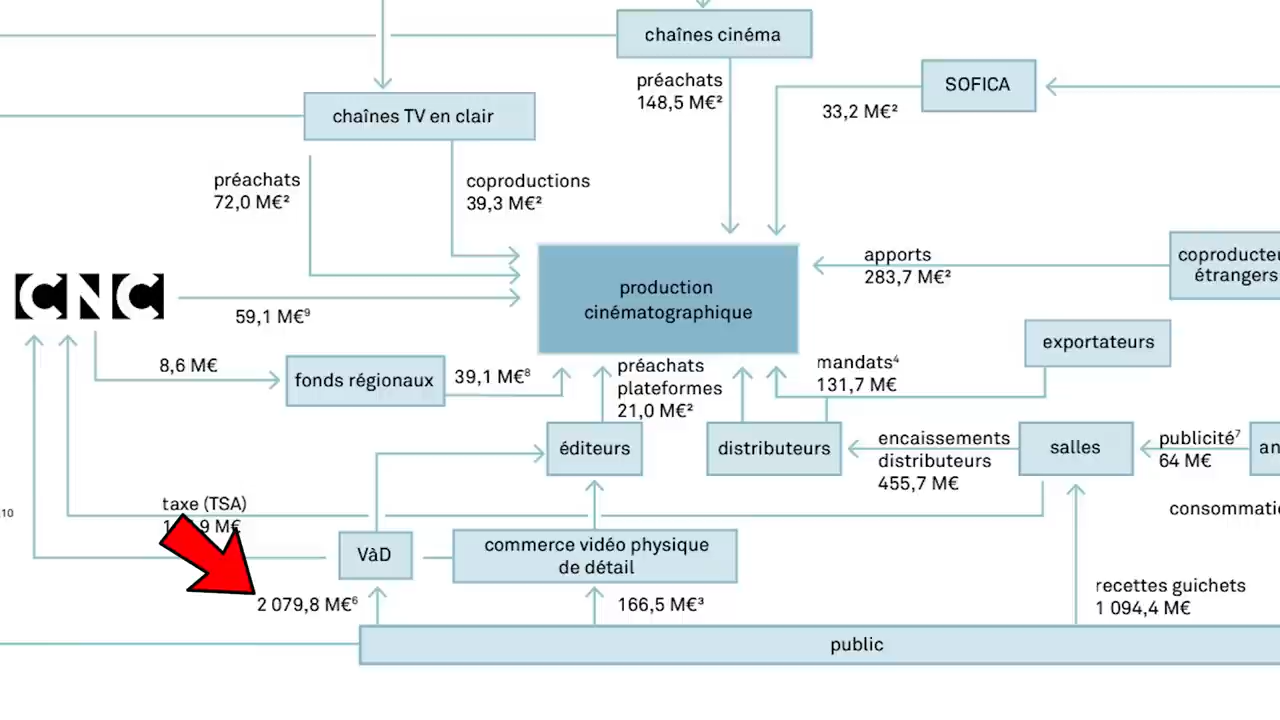 chaînes cinéma
préachats
148,5 M€²
SOFICA
33,2 M€²
chaînes TV en clair
préachats
72,0 M€²
coproductions
39,3 M€²
apports
283,7 M€²
coproducteu
étrangers
production
cinématographique
CNC
59,1 M€⁹
exportateurs
8,6 M€
fonds régionaux
39,1 M€⁸
préachats
plateformes
21,0 M€²
mandats⁴
131,7 M€
éditeurs
distributeurs
encaissements
distributeurs
455,7 M€
salles
publicité⁷
64 M€
an
consommatio
10
taxe (TSA)
M€
VàD
commerce vidéo physique
de détail
2 079,8 M€⁶
166,5 M€³
recettes guichets
1 094,4 M€
public